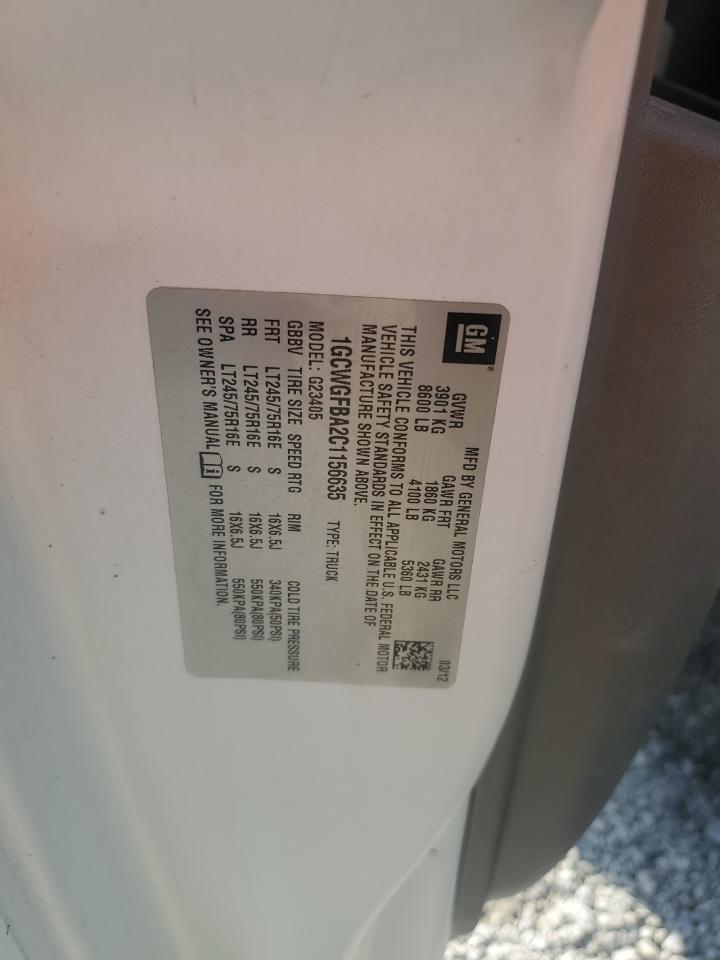 GM®
MFD BY GENERAL MOTORS LLC 03/12
GVWR GAWR FRT GAWR RR
3901 KG 1860 KG 2431 KG
8600 LB 4100 LB 5360 LB
THIS VEHICLE CONFORMS TO ALL APPLICABLE U.S. FEDERAL MOTOR
VEHICLE SAFETY STANDARDS IN EFFECT ON THE DATE OF
MANUFACTURE SHOWN ABOVE.
1GCWGFBA2C1156635 TYPE: TRUCK
MODEL: G23405
GBBV TIRE SIZE SPEED RTG RIM COLD TIRE PRESSURE
FRT LT245/75R16E S 16X6.5J 340KPA(50PSI)
RR LT245/75R16E S 16X6.5J 550KPA(80PSI)
SPA LT245/75R16E S 16X6.5J 550KPA(80PSI)
SEE OWNER'S MANUAL i FOR MORE INFORMATION.